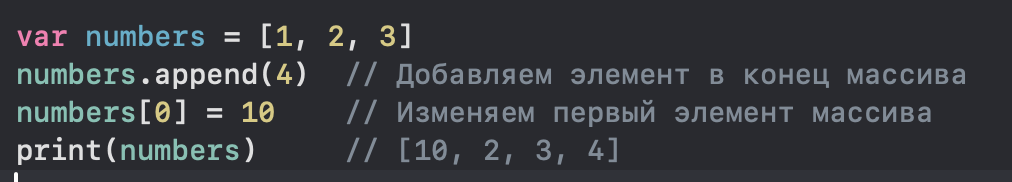 var numbers = [1, 2, 3]
numbers.append(4)  // Добавляем элемент в конец массива
numbers[0] = 10    // Изменяем первый элемент массива
print(numbers)     // [10, 2, 3, 4]